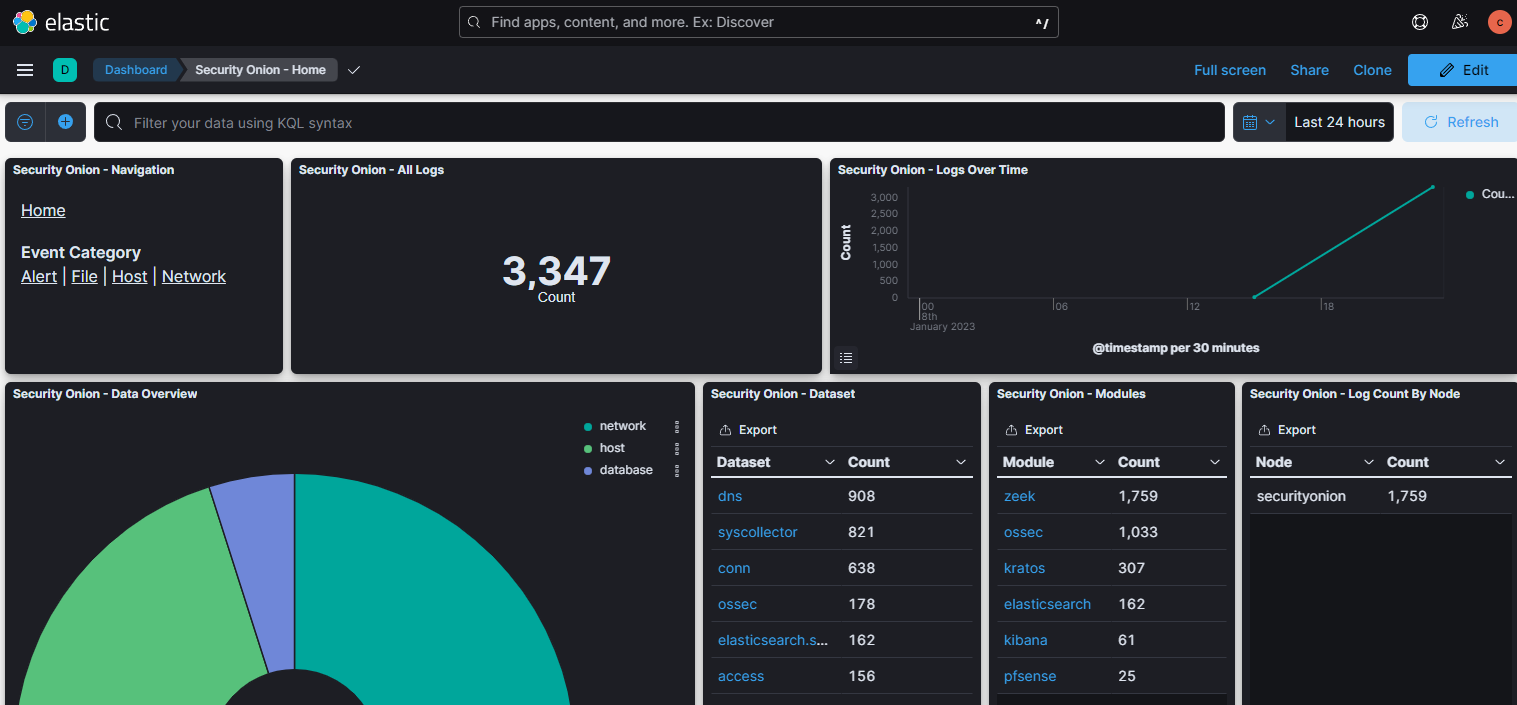 elastic
Find apps, content, and more. Ex: Discover
^/
c
D
Dashboard
Security Onion - Home
Full screen
Share
Clone
Edit
Filter your data using KQL syntax
Last 24 hours
Refresh
Security Onion - Navigation
Home
Event Category
Alert | File | Host | Network
Security Onion - All Logs
3,347
Count
Security Onion - Logs Over Time
Count
3,000
2,500
2,000
1,500
1,000
500
0
00
06
12
18
8th
January 2023
@timestamp per 30 minutes
Cou...
Security Onion - Data Overview
network
host
database
Security Onion - Dataset
Export
Dataset Count
dns 908
syscollector 821
conn 638
ossec 178
elasticsearch.s... 162
access 156
Security Onion - Modules
Export
Module Count
zeek 1,759
ossec 1,033
kratos 307
elasticsearch 162
kibana 61
pfsense 25
Security Onion - Log Count By Node
Export
Node Count
securityonion 1,759